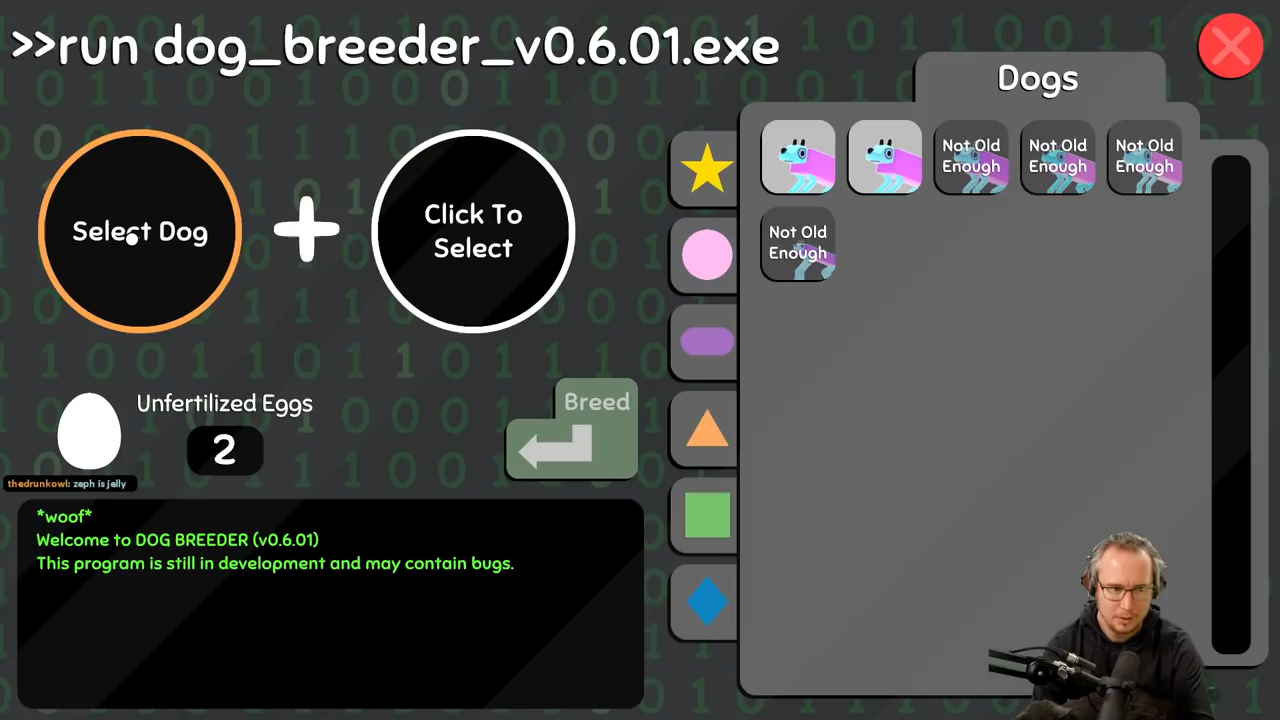 >>run dog_breeder_v0.6.01.exe
Dogs
Select Dog
Click To
Select
Not Old
Enough
Not Old
Enough
Not Old
Enough
Not Old
Enough
Unfertilized Eggs
2
Breed
thedrunkowl: zeph is jelly
*woof*
Welcome to DOG BREEDER (v0.6.01)
This program is still in development and may contain bugs.